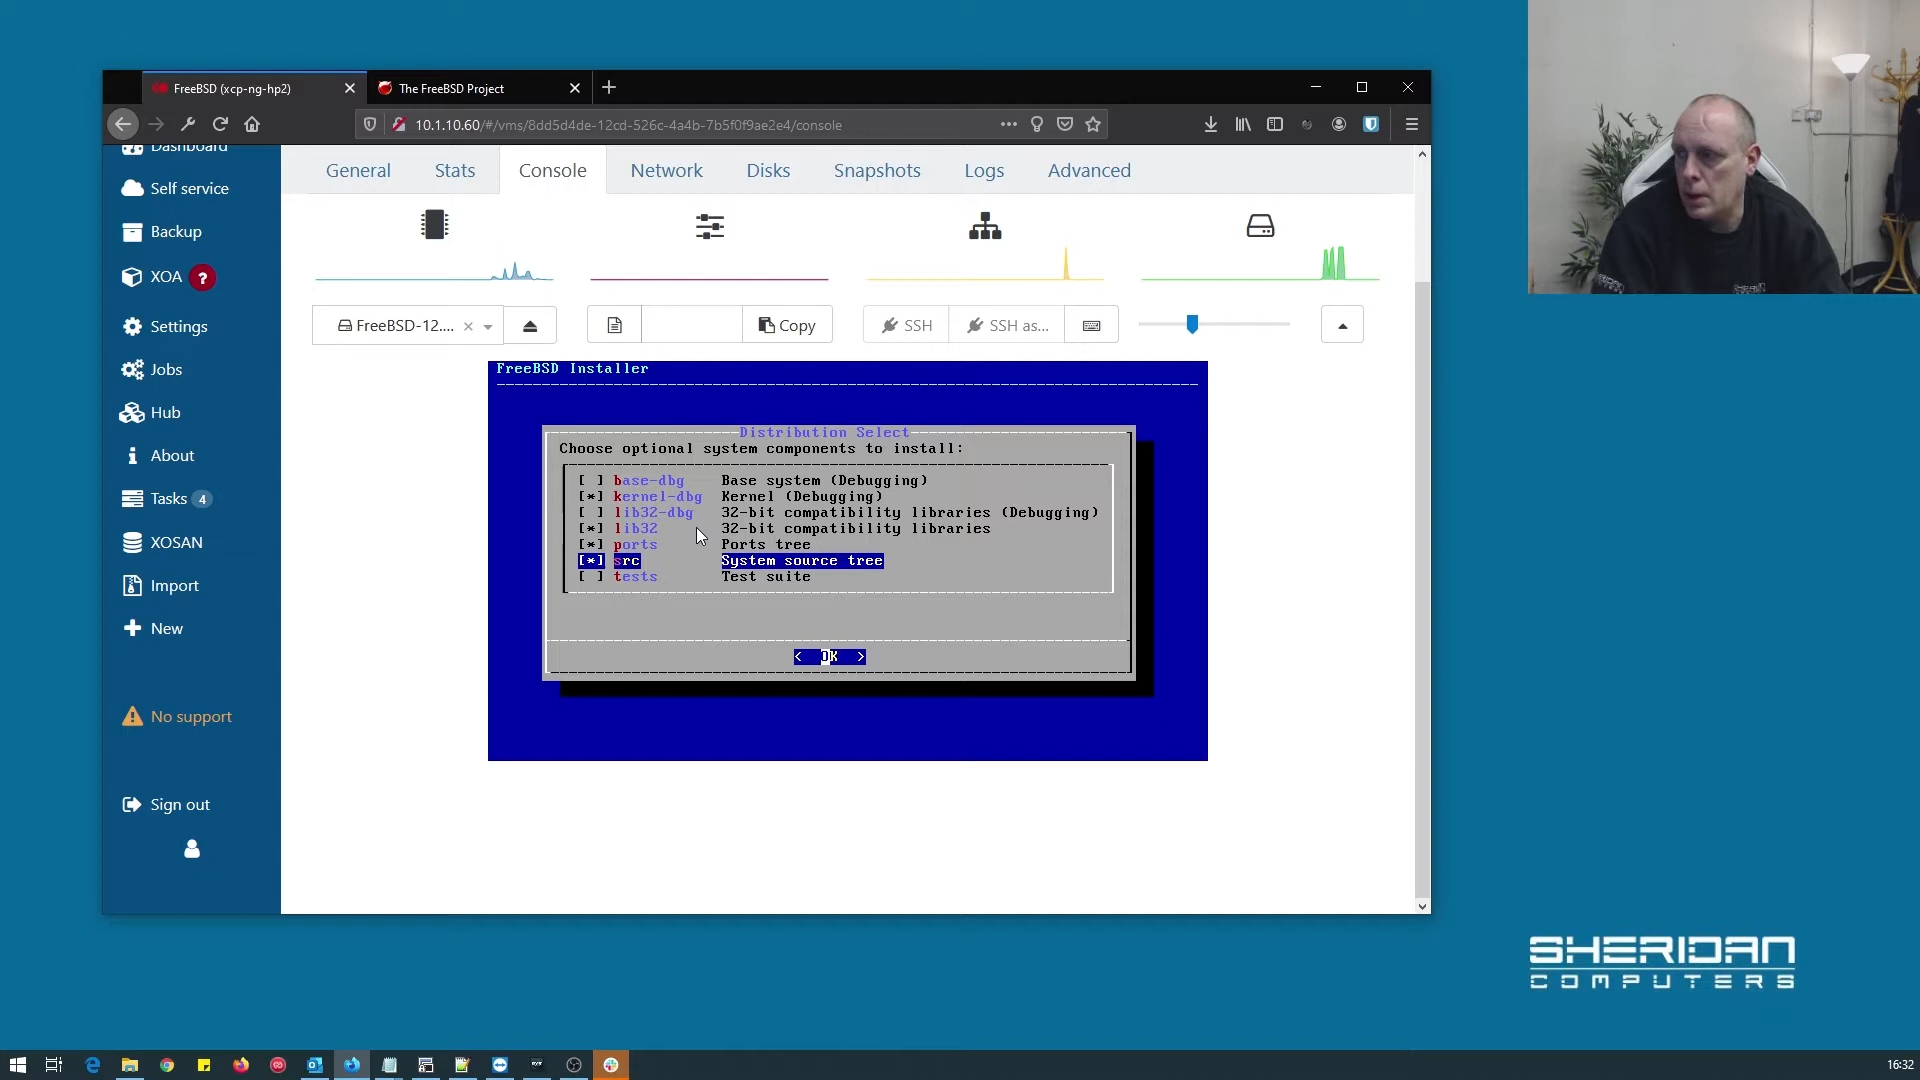 FreeBSD (xcp-ng-hp2)
The FreeBSD Project
10.1.10.60/#/vms/8dd5d4de-12cd-526c-4a4b-7b5f0f9ae2e4/console
Dashboard
Self service
Backup
XOA ?
Settings
Jobs
Hub
About
Tasks 4
XOSAN
Import
New
No support
Sign out
General Stats Console Network Disks Snapshots Logs Advanced
FreeBSD-12....
Copy
SSH
SSH as...
FreeBSD Installer
Distribution Select
Choose optional system components to install:
[ ] base-dbg Base system (Debugging)
[*] kernel-dbg Kernel (Debugging)
[ ] lib32-dbg 32-bit compatibility libraries (Debugging)
[*] lib32 32-bit compatibility libraries
[*] ports Ports tree
[*] src System source tree
[ ] tests Test suite
< OK >
SHERIDAN
COMPUTERS
16:32